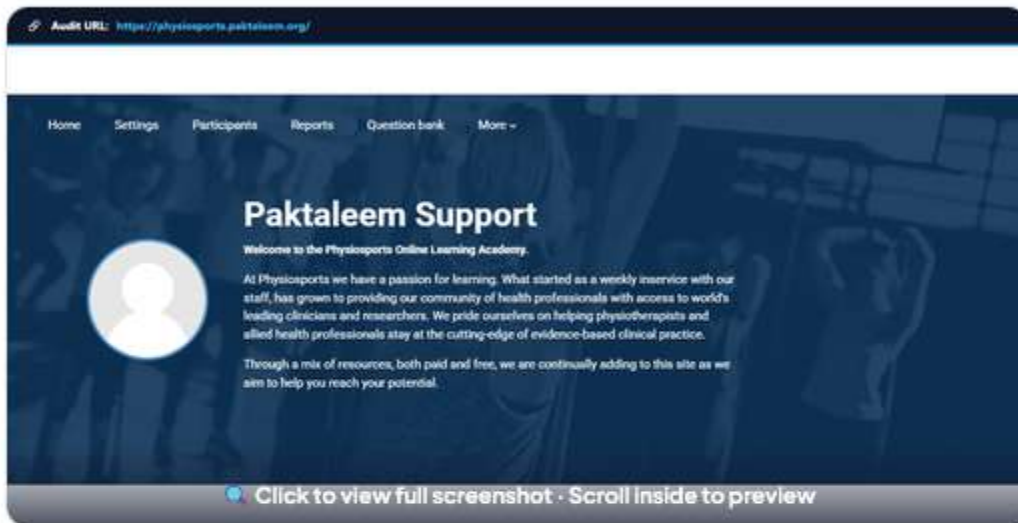 Audit URL: https://physiosports.paktaleem.org/
Home Settings Participants Reports Question bank More
Paktaleem Support
Welcome to the Physiosports Online Learning Academy.
At Physiosports we have a passion for learning. What started as a weekly inservice with our
staff, has grown to providing our community of health professionals with access to world's
leading clinicians and researchers. We pride ourselves on helping physiotherapists and
allied health professionals stay at the cutting-edge of evidence-based clinical practice.
Through a mix of resources, both paid and free, we are continually adding to this site as we
aim to help you reach your potential.
Click to view full screenshot · Scroll inside to preview